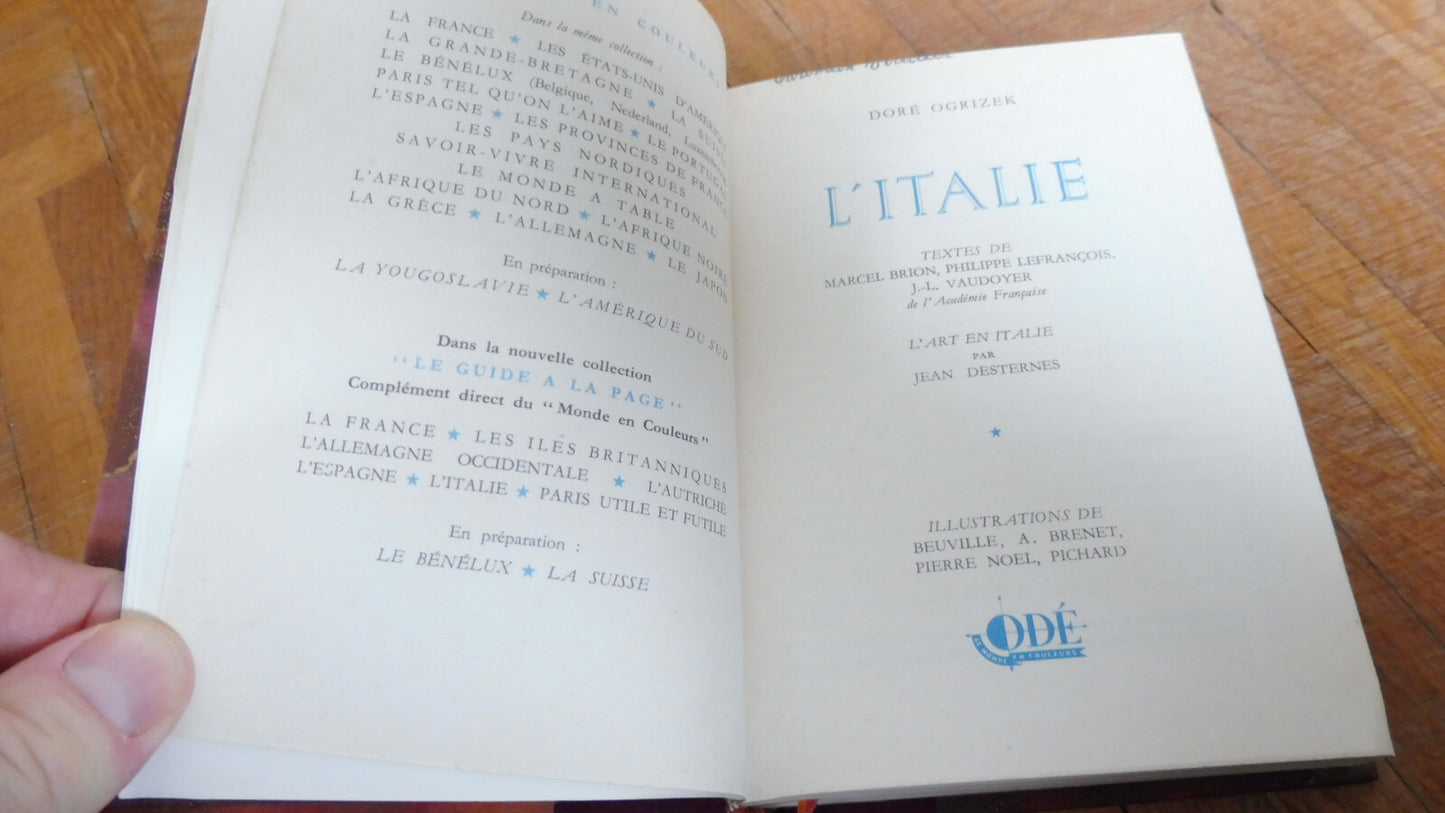 EN COULEURS
Dans la même collection :
LA FRANCE ★ LES ÉTATS-UNIS D'AMÉRIQUE
LA GRANDE-BRETAGNE ★ LA SUISSE
LE BÉNÉLUX (Belgique, Nederland, Luxembourg)
PARIS TEL QU'ON L'AIME ★ LE PORTUGAL
L'ESPAGNE ★ LES PROVINCES DE FRANCE
LES PAYS NORDIQUES
SAVOIR-VIVRE INTERNATIONAL
LE MONDE A TABLE
L'AFRIQUE DU NORD ★ L'AFRIQUE NOIRE
LA GRÈCE ★ L'ALLEMAGNE ★ LE JAPON
En préparation :
LA YOUGOSLAVIE ★ L'AMÉRIQUE DU SUD
Dans la nouvelle collection
"LE GUIDE A LA PAGE"
Complément direct du "Monde en Couleurs"
LA FRANCE ★ LES ILES BRITANNIQUES
L'ALLEMAGNE OCCIDENTALE ★ L'AUTRICHE
L'ESPAGNE ★ L'ITALIE ★ PARIS UTILE ET FUTILE
En préparation :
LE BÉNÉLUX ★ LA SUISSE
DORÉ OGRIZEK
L'ITALIE
TEXTES DE
MARCEL BRION, PHILIPPE LEFRANÇOIS,
J.-L. VAUDOYER
de l'Académie Française
L'ART EN ITALIE
PAR
JEAN DESTERNES
★
ILLUSTRATIONS DE
BEUVILLE, A. BRENET,
PIERRE NOEL, PICHARD
ODÉ
LE MONDE EN COULEURS